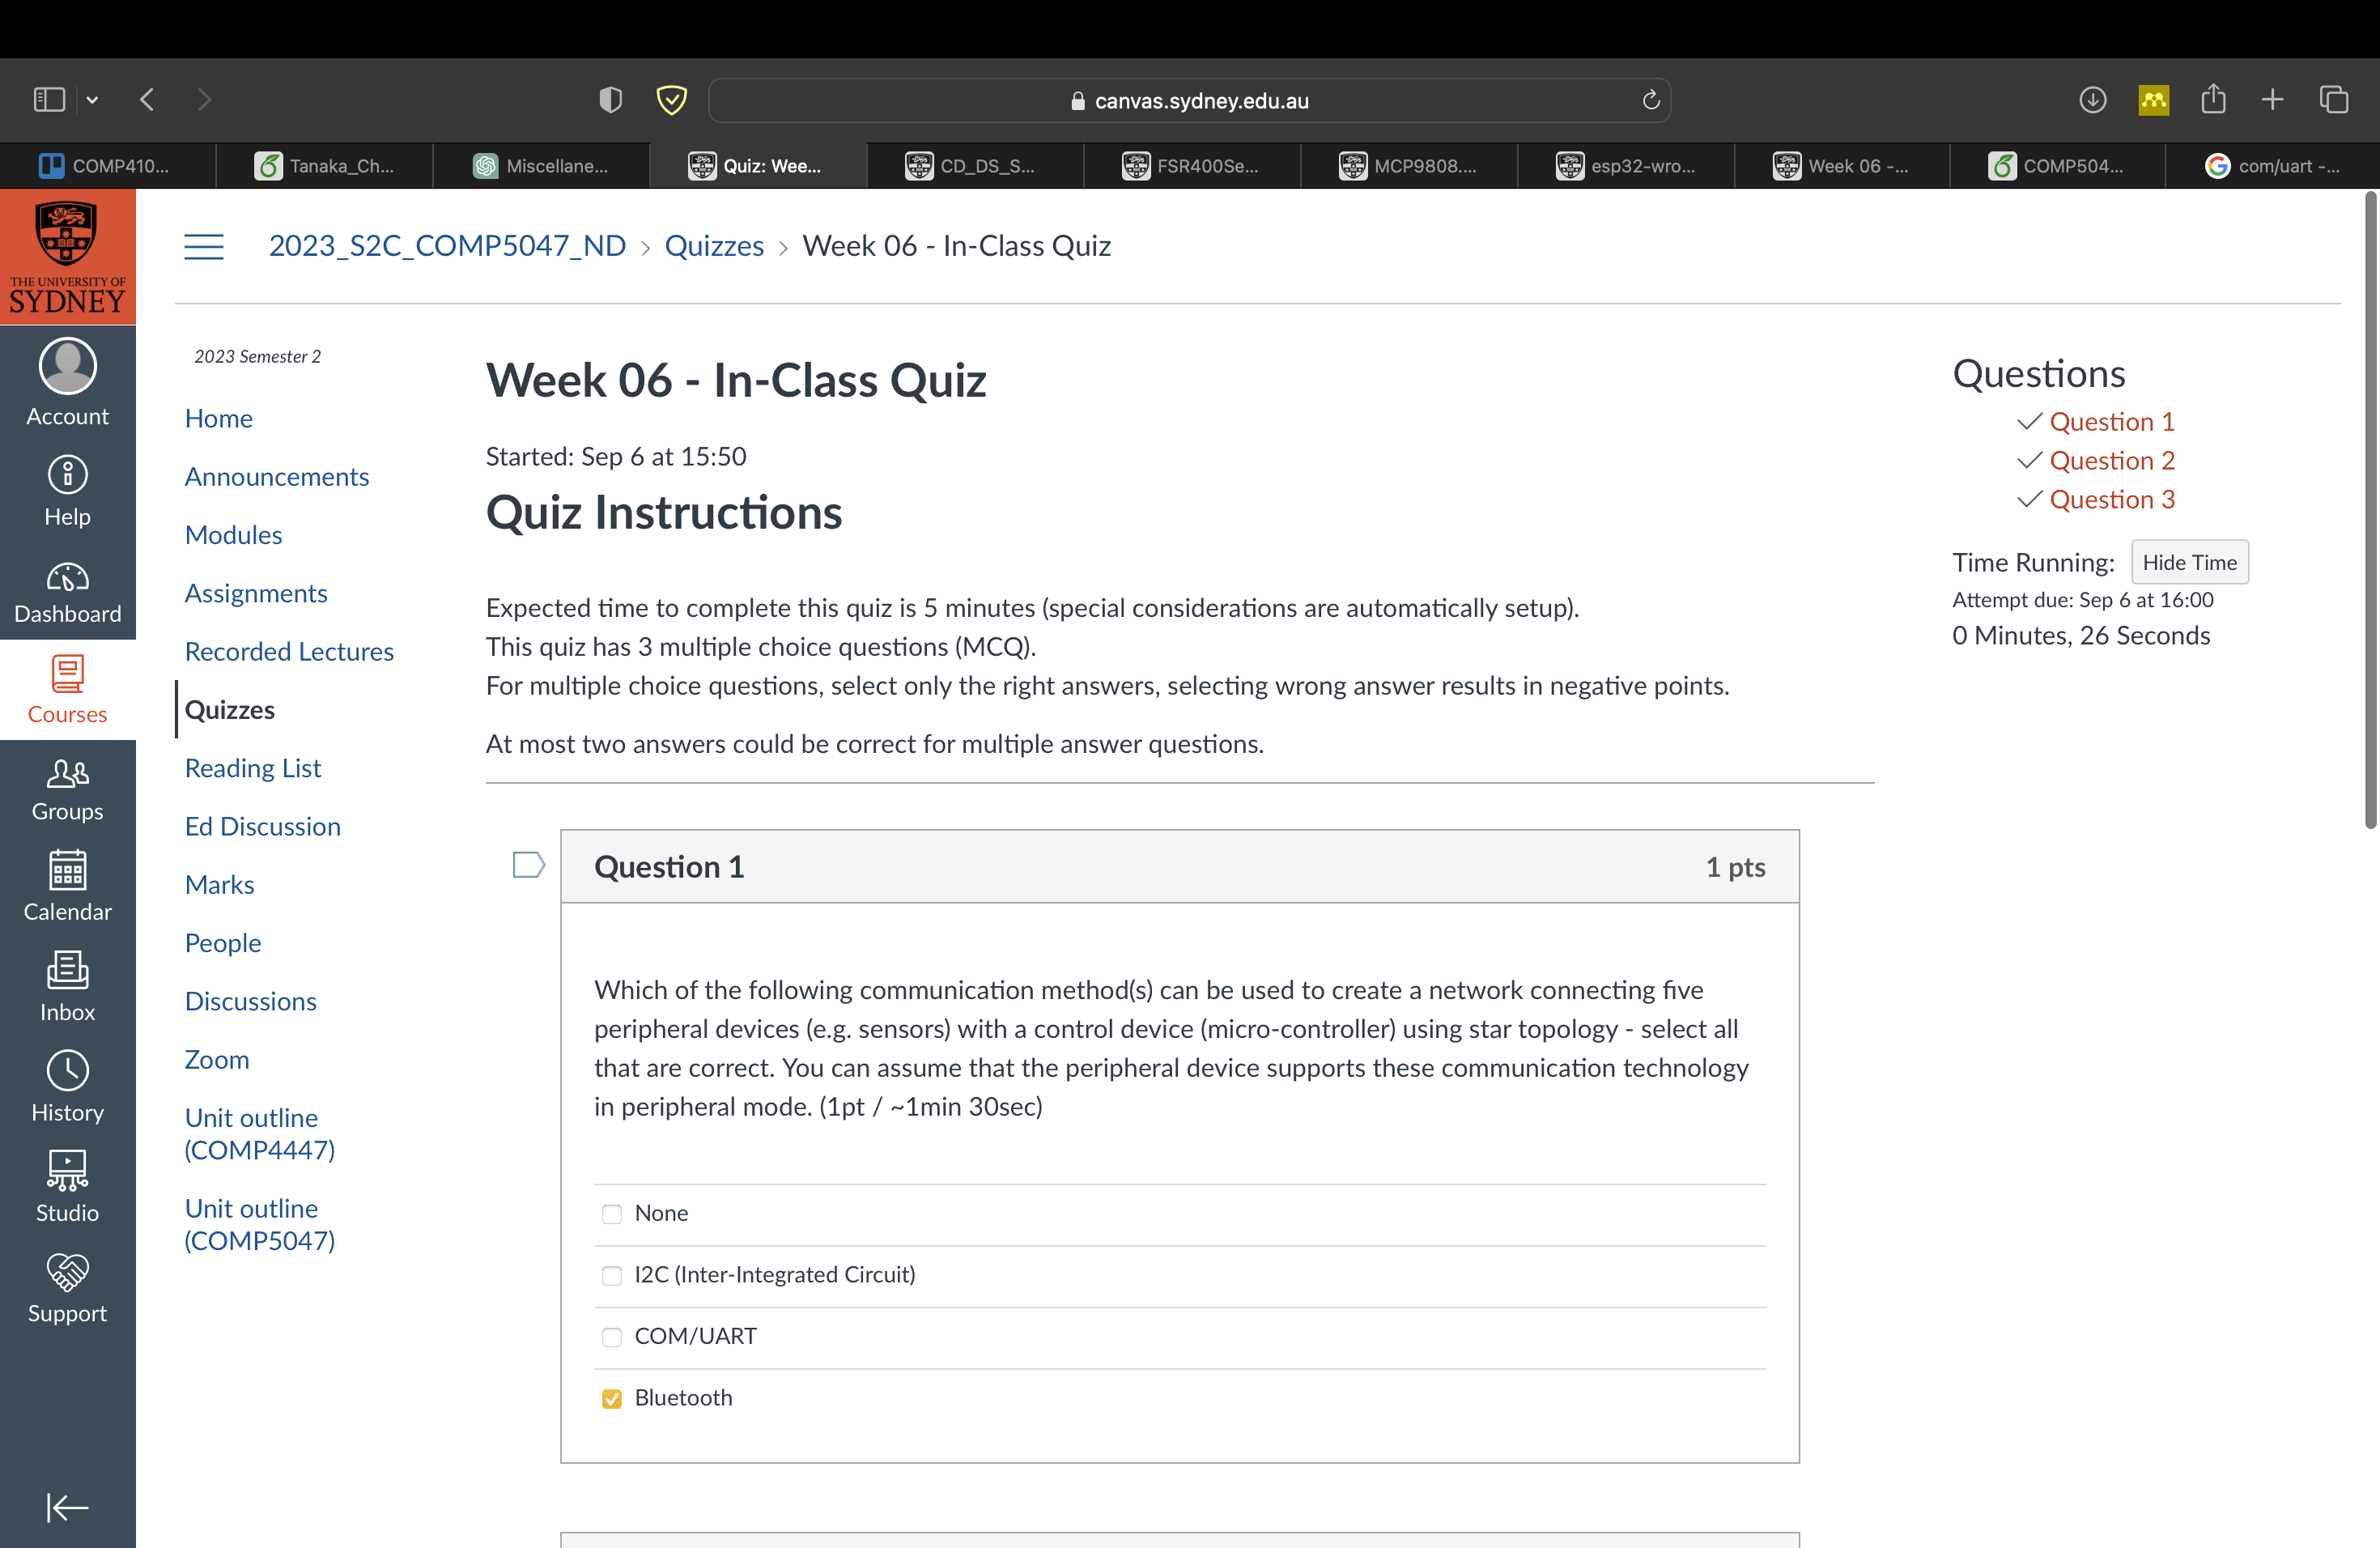 canvas.sydney.edu.au
COMP410...
Tanaka_Ch...
Miscellane...
Quiz: Wee...
CD_DS_S...
FSR400Se...
MCP9808....
esp32-wro...
Week 06 -...
COMP504...
com/uart -...
THE UNIVERSITY OF
SYDNEY
Account
Help
Dashboard
Courses
Groups
Calendar
Inbox
History
Studio
Support
2023_S2C_COMP5047_ND > Quizzes > Week 06 - In-Class Quiz
2023 Semester 2
Home
Announcements
Modules
Assignments
Recorded Lectures
Quizzes
Reading List
Ed Discussion
Marks
People
Discussions
Zoom
Unit outline
(COMP4447)
Unit outline
(COMP5047)
Week 06 - In-Class Quiz
Started: Sep 6 at 15:50
Quiz Instructions
Expected time to complete this quiz is 5 minutes (special considerations are automatically setup).
This quiz has 3 multiple choice questions (MCQ).
For multiple choice questions, select only the right answers, selecting wrong answer results in negative points.
At most two answers could be correct for multiple answer questions.
Question 1 1 pts
Which of the following communication method(s) can be used to create a network connecting five
peripheral devices (e.g. sensors) with a control device (micro-controller) using star topology - select all
that are correct. You can assume that the peripheral device supports these communication technology
in peripheral mode. (1pt / ~1min 30sec)
None
I2C (Inter-Integrated Circuit)
COM/UART
Bluetooth
Questions
Question 1
Question 2
Question 3
Time Running: Hide Time
Attempt due: Sep 6 at 16:00
0 Minutes, 26 Seconds